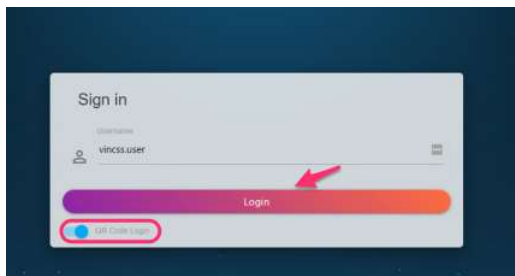 Sign in
Username
vincss.user
Login
QR Code Login